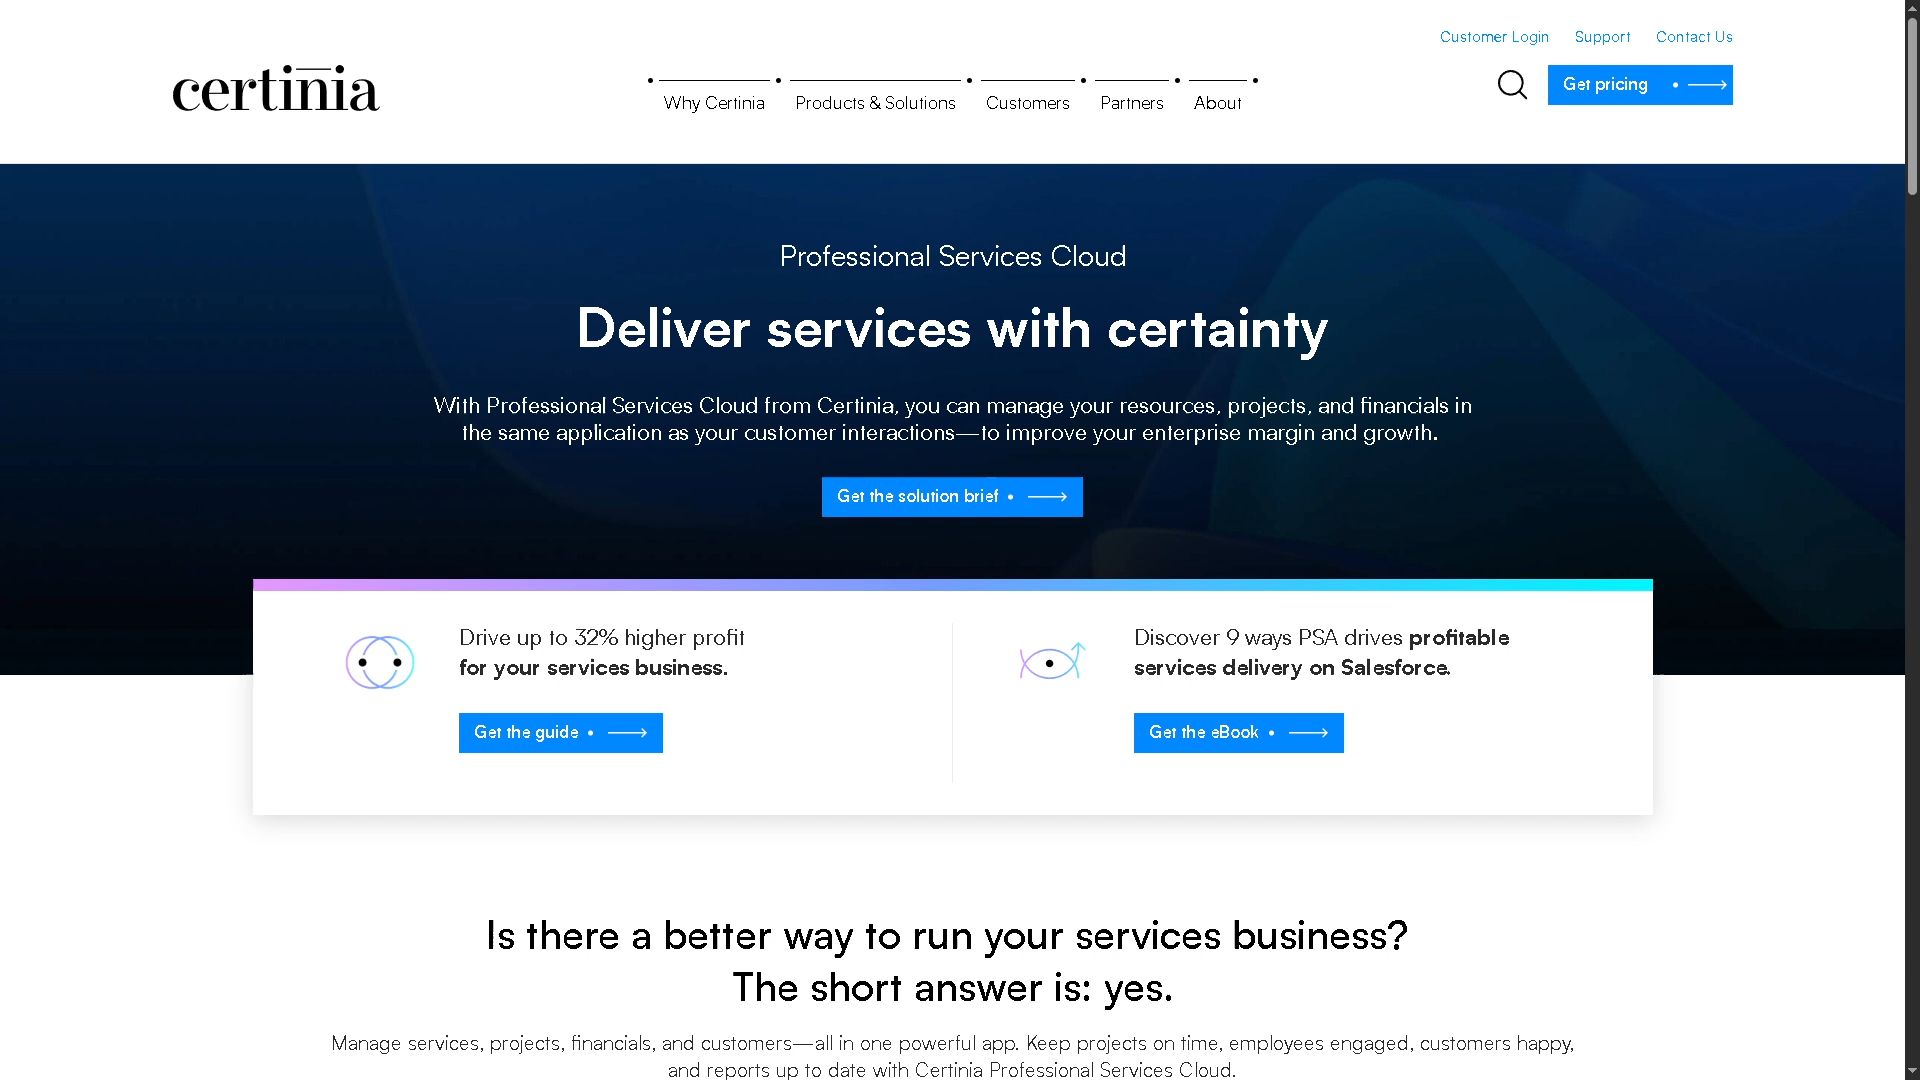 Customer Login Support Contact Us
certinia
Why Certinia Products & Solutions Customers Partners About
Get pricing
Professional Services Cloud
Deliver services with certainty
With Professional Services Cloud from Certinia, you can manage your resources, projects, and financials in
the same application as your customer interactions—to improve your enterprise margin and growth.
Get the solution brief
Drive up to 32% higher profit
for your services business.
Get the guide
Discover 9 ways PSA drives profitable
services delivery on Salesforce.
Get the eBook
Is there a better way to run your services business?
The short answer is: yes.
Manage services, projects, financials, and customers—all in one powerful app. Keep projects on time, employees engaged, customers happy,
and reports up to date with Certinia Professional Services Cloud.